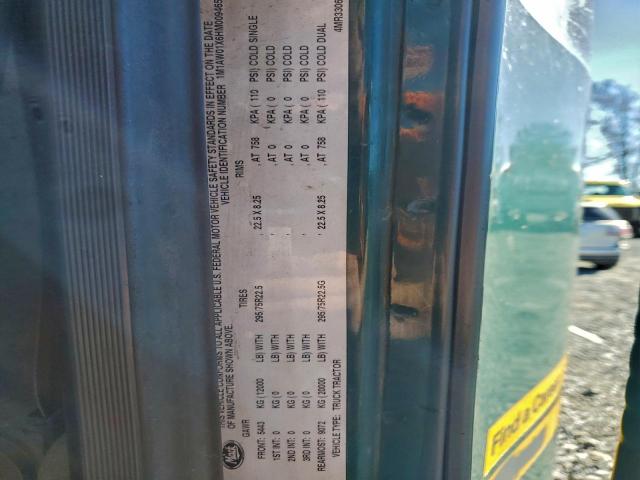 THIS VEHICLE CONFORMS TO ALL APPLICABLE U.S. FEDERAL MOTOR VEHICLE SAFETY STANDARDS IN EFFECT ON THE DATE
OF MANUFACTURE SHOWN ABOVE. VEHICLE IDENTIFICATION NUMBER 1M1AW01X6HM009465
GAWR TIRES RIMS
FRONT: 5443 KG ( 12000 LB) WITH 295/75R22.5 , 22.5 X 8.25 , AT 758 KPA ( 110 PSI) COLD SINGLE
1ST INT: 0 KG ( 0 LB) WITH , , AT 0 KPA ( 0 PSI) COLD
2ND INT: 0 KG ( 0 LB) WITH , , AT 0 KPA ( 0 PSI) COLD
3RD INT: 0 KG ( 0 LB) WITH , , AT 0 KPA ( 0 PSI) COLD
REARMOST: 9072 KG ( 20000 LB) WITH 295/75R22.5G , 22.5 X 8.25 , AT 758 KPA ( 110 PSI) COLD DUAL
VEHICLE TYPE: TRUCK TRACTOR 4MR3306
Mack
Find a Career